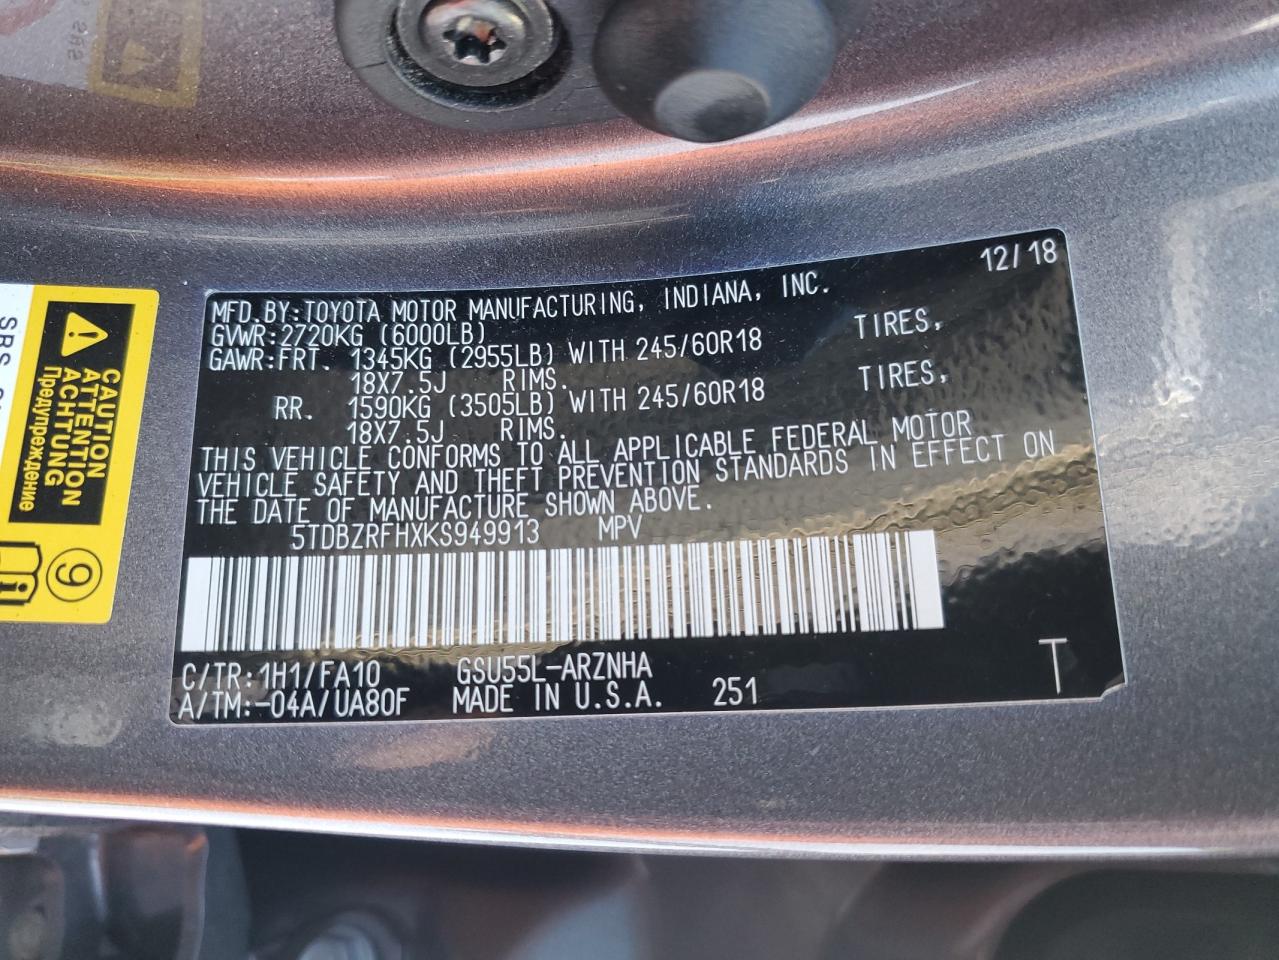 12/18
MFD.BY:TOYOTA MOTOR MANUFACTURING, INDIANA, INC.
GVWR:2720KG (6000LB)
GAWR:FRT. 1345KG (2955LB) WITH 245/60R18 TIRES,
18X7.5J RIMS.
RR. 1590KG (3505LB) WITH 245/60R18 TIRES,
18X7.5J RIMS.
THIS VEHICLE CONFORMS TO ALL APPLICABLE FEDERAL MOTOR
VEHICLE SAFETY AND THEFT PREVENTION STANDARDS IN EFFECT ON
THE DATE OF MANUFACTURE SHOWN ABOVE.
5TDBZRFHXKS949913 MPV
C/TR:1H1/FA10 GSU55L-ARZNHA
A/TM:-04A/UA80F MADE IN U.S.A. 251
T
CAUTION
ATTENTION
ACHTUNG
Предупреждение
9
SRS